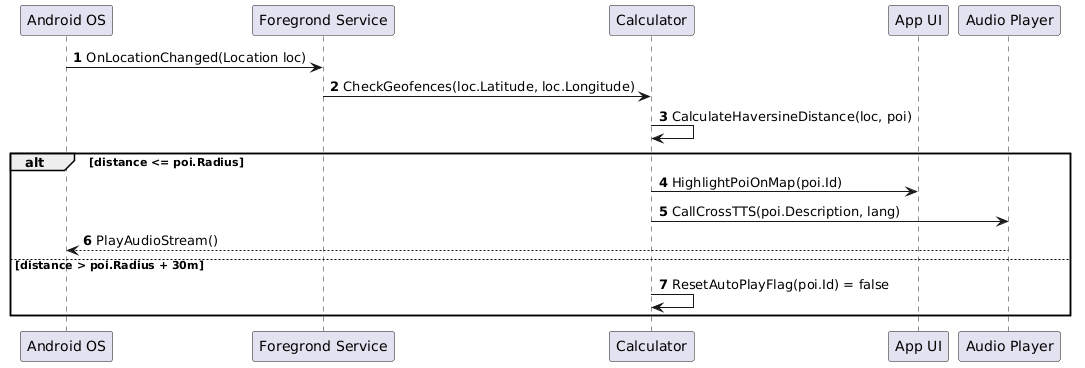 Android OS Foregrond Service Calculator App UI Audio Player
1 OnLocationChanged(Location loc)
2 CheckGeofences(loc.Latitude, loc.Longitude)
3 CalculateHaversineDistance(loc, poi)
alt [distance <= poi.Radius]
4 HighlightPoiOnMap(poi.Id)
5 CallCrossTTS(poi.Description, lang)
6 PlayAudioStream()
[distance > poi.Radius + 30m]
7 ResetAutoPlayFlag(poi.Id) = false
Android OS Foregrond Service Calculator App UI Audio Player